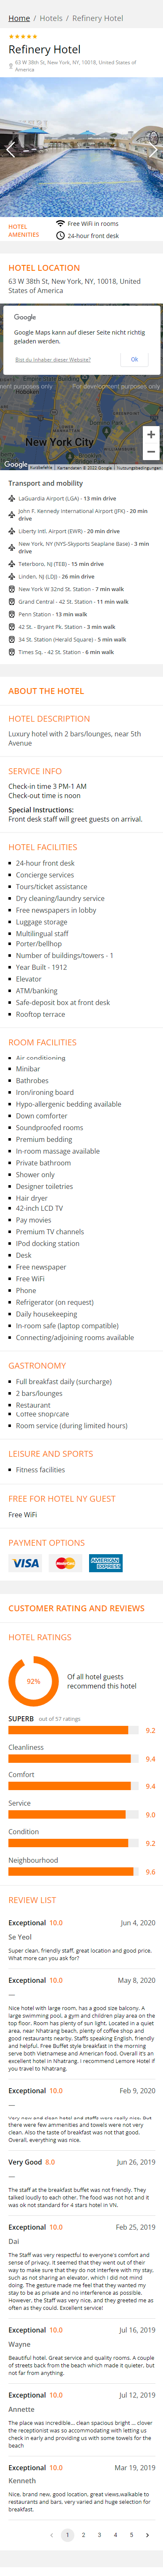 Home / Hotels / Refinery Hotel
Refinery Hotel
63 W 38th St, New York, NY, 10018, United States of
America
HOTEL
AMENITIES
Free WiFi in rooms
24-hour front desk
HOTEL LOCATION
63 W 38th St, New York, NY, 10018, United
States of America
Google
Google Maps kann auf dieser Seite nicht richtig
geladen werden.
Bist du Inhaber dieser Website?
Ok
For development purposes only
New York City
Google
Kurzbefehle
Kartendaten © 2022 Google
Nutzungsbedingungen
Transport and mobility
LaGuardia Airport (LGA) - 13 min drive
John F. Kennedy International Airport (JFK) - 20 min
drive
Liberty Intl. Airport (EWR) - 20 min drive
New York, NY (NYS-Skyports Seaplane Base) - 3 min
drive
Teterboro, NJ (TEB) - 15 min drive
Linden, NJ (LDJ) - 26 min drive
New York W 32nd St. Station - 7 min walk
Grand Central - 42 St. Station - 11 min walk
Penn Station - 13 min walk
42 St. - Bryant Pk. Station - 3 min walk
34 St. Station (Herald Square) - 5 min walk
Times Sq. - 42 St. Station - 6 min walk
ABOUT THE HOTEL
HOTEL DESCRIPTION
Luxury hotel with 2 bars/lounges, near 5th
Avenue
SERVICE INFO
Check-in time 3 PM-1 AM
Check-out time is noon
Special Instructions:
Front desk staff will greet guests on arrival.
HOTEL FACILITIES
24-hour front desk
Concierge services
Tours/ticket assistance
Dry cleaning/laundry service
Free newspapers in lobby
Luggage storage
Multilingual staff
Porter/bellhop
Number of buildings/towers - 1
Year Built - 1912
Elevator
ATM/banking
Safe-deposit box at front desk
Rooftop terrace
ROOM FACILITIES
Air conditioning
Minibar
Bathrobes
Iron/ironing board
Hypo-allergenic bedding available
Down comforter
Soundproofed rooms
Premium bedding
In-room massage available
Private bathroom
Shower only
Designer toiletries
Hair dryer
42-inch LCD TV
Pay movies
Premium TV channels
IPod docking station
Desk
Free newspaper
Free WiFi
Phone
Refrigerator (on request)
Daily housekeeping
In-room safe (laptop compatible)
Connecting/adjoining rooms available
GASTRONOMY
Full breakfast daily (surcharge)
2 bars/lounges
Restaurant
Coffee shop/cafe
Room service (during limited hours)
LEISURE AND SPORTS
Fitness facilities
FREE FOR HOTEL NY GUEST
Free WiFi
PAYMENT OPTIONS
VISA
MasterCard
AMERICAN
EXPRESS
CUSTOMER RATING AND REVIEWS
HOTEL RATINGS
92%
Of all hotel guests
recommend this hotel
SUPERB out of 57 ratings
9.2
Cleanliness
9.4
Comfort
9.4
Service
9.0
Condition
9.2
Neighbourhood
9.6
REVIEW LIST
Exceptional 10.0 Jun 4, 2020
Se Yeol
Super clean, friendly staff, great location and good price.
What more can you ask for?
Exceptional 10.0 May 8, 2020
—
Nice hotel with large room, has a good size balcony. A
large swimming pool, a gym and children play area on the
top floor. Room has plenty of sun light. Located in a quiet
area, near Nhatrang beach, plenty of coffee shop and
good restaurants nearby. Staffs speaking English, friendly
and helpful. Free Buffet style breakfast in the morning
serve both Vietnamese and American food. Overall it's an
excellent hotel in Nhatrang. I recommend Lemore Hotel if
you travel to Nhatrang.
Exceptional 10.0 Feb 9, 2020
—
Very nice and clean hotel and staffs were really nice. But
there were few ammenities and towels were not very
clean. Also the taste of breakfast was not that good.
Overall, everything was nice.
Very Good 8.0 Jun 26, 2019
—
The staff at the breakfast buffet was not friendly. They
talked loudly to each other. The food was not hot and it
was ok not standard for 4 stars hotel in VN.
Exceptional 10.0 Feb 25, 2019
Dai
The Staff was very respectful to everyone's comfort and
sense of privacy. It seemed that they went out of their
way to make sure that they do not interfere with my stay,
such as not sharing an elevator, which I did not mind
doing. The gesture made me feel that they wanted my
stay to be as private and interference as possible.
However, the Staff was very nice, and they greeted me as
often as they could. Excellent service!
Exceptional 10.0 Jul 16, 2019
Wayne
Beautiful hotel, Great service and quality rooms. A couple
of streets back from the beach which made it quieter, but
not far from anything.
Exceptional 10.0 Jul 12, 2019
Annette
The place was incredible... clean spacious bright ... clover
the receptionist was so accommodating with letting us
check in early and providing us with some towels for the
beach
Exceptional 10.0 Mar 19, 2019
Kenneth
Nice, brand new, good location, great views,walkable to
restaurants and bars, very varied and huge selection for
breakfast.
‹ 1 2 3 4 5 ›